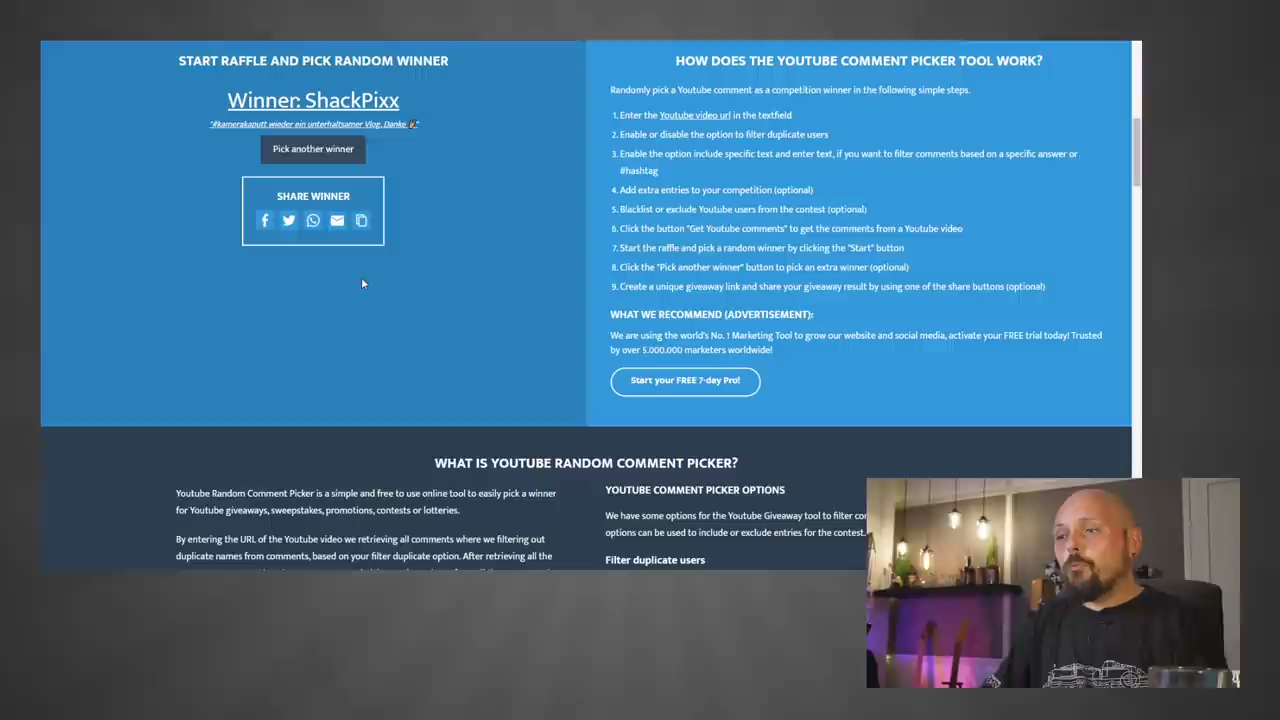 START RAFFLE AND PICK RANDOM WINNER
Winner: ShackPixx
"#kamerakaputt wieder ein unterhaltsamer Vlog. Danke 🖖"
Pick another winner
SHARE WINNER
HOW DOES THE YOUTUBE COMMENT PICKER TOOL WORK?
Randomly pick a Youtube comment as a competition winner in the following simple steps.
1. Enter the Youtube video url in the textfield
2. Enable or disable the option to filter duplicate users
3. Enable the option include specific text and enter text, if you want to filter comments based on a specific answer or
#hashtag
4. Add extra entries to your competition (optional)
5. Blacklist or exclude Youtube users from the contest (optional)
6. Click the button "Get Youtube comments" to get the comments from a Youtube video
7. Start the raffle and pick a random winner by clicking the "Start" button
8. Click the "Pick another winner" button to pick an extra winner (optional)
9. Create a unique giveaway link and share your giveaway result by using one of the share buttons (optional)
WHAT WE RECOMMEND (ADVERTISEMENT):
We are using the world's No. 1 Marketing Tool to grow our website and social media, activate your FREE trial today! Trusted
by over 5.000.000 marketers worldwide!
Start your FREE 7-day Pro!
WHAT IS YOUTUBE RANDOM COMMENT PICKER?
Youtube Random Comment Picker is a simple and free to use online tool to easily pick a winner
for Youtube giveaways, sweepstakes, promotions, contests or lotteries.
By entering the URL of the Youtube video we retrieving all comments where we filtering out
duplicate names from comments, based on your filter duplicate option. After retrieving all the
YOUTUBE COMMENT PICKER OPTIONS
We have some options for the Youtube Giveaway tool to filter
options can be used to include or exclude entries for the contest.
Filter duplicate users